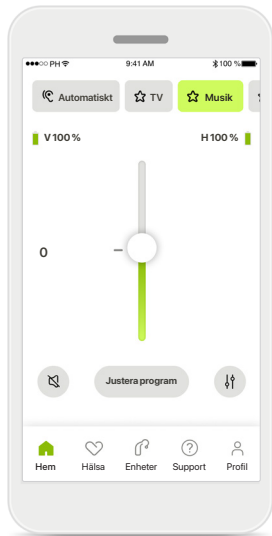 PH 9:41 AM 100 %
Automatiskt TV Musik
V 100 % H 100 %
0
Justera program
Hem Hälsa Enheter Support Profil